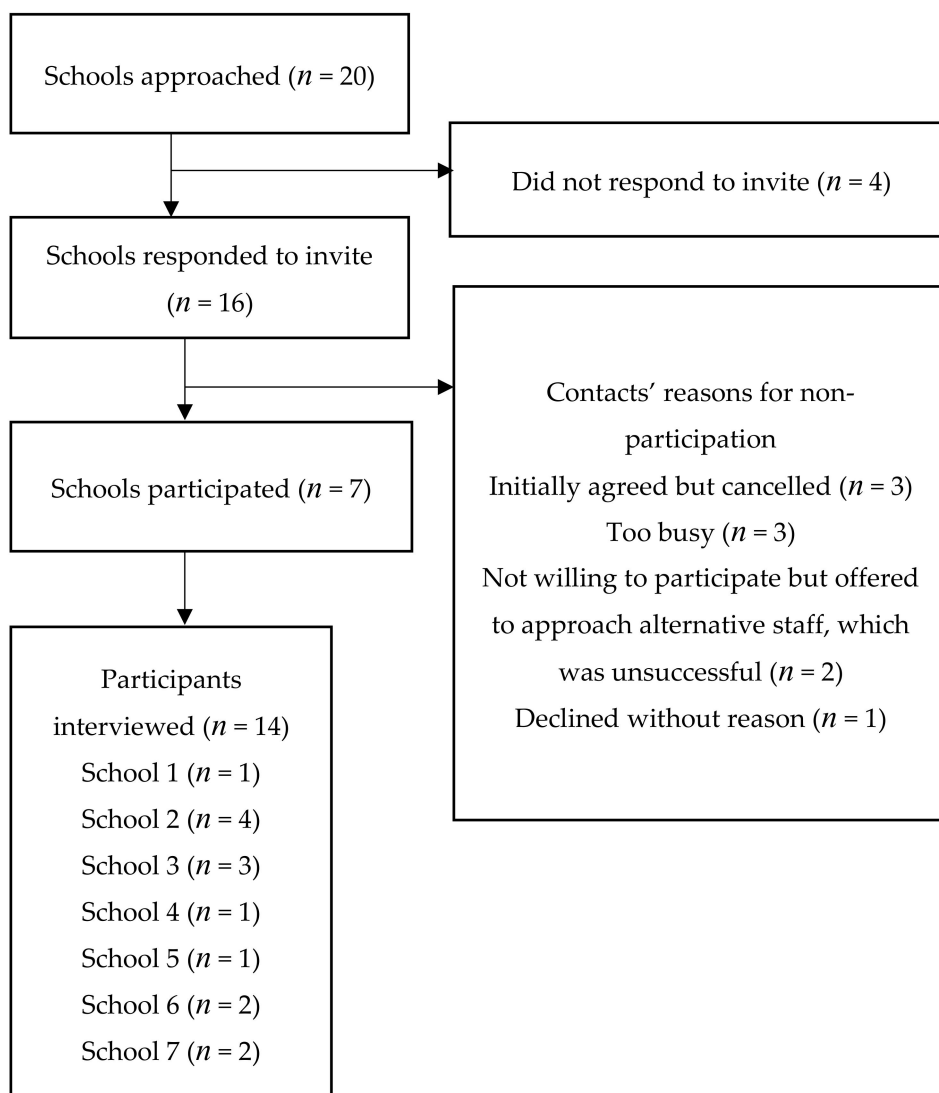 Schools approached (n = 20)
Did not respond to invite (n = 4)
Schools responded to invite
(n = 16)
Contacts’ reasons for non-
participation
Initially agreed but cancelled (n = 3)
Too busy (n = 3)
Not willing to participate but offered
to approach alternative staff, which
was unsuccessful (n = 2)
Declined without reason (n = 1)
Schools participated (n = 7)
Participants
interviewed (n = 14)
School 1 (n = 1)
School 2 (n = 4)
School 3 (n = 3)
School 4 (n = 1)
School 5 (n = 1)
School 6 (n = 2)
School 7 (n = 2)